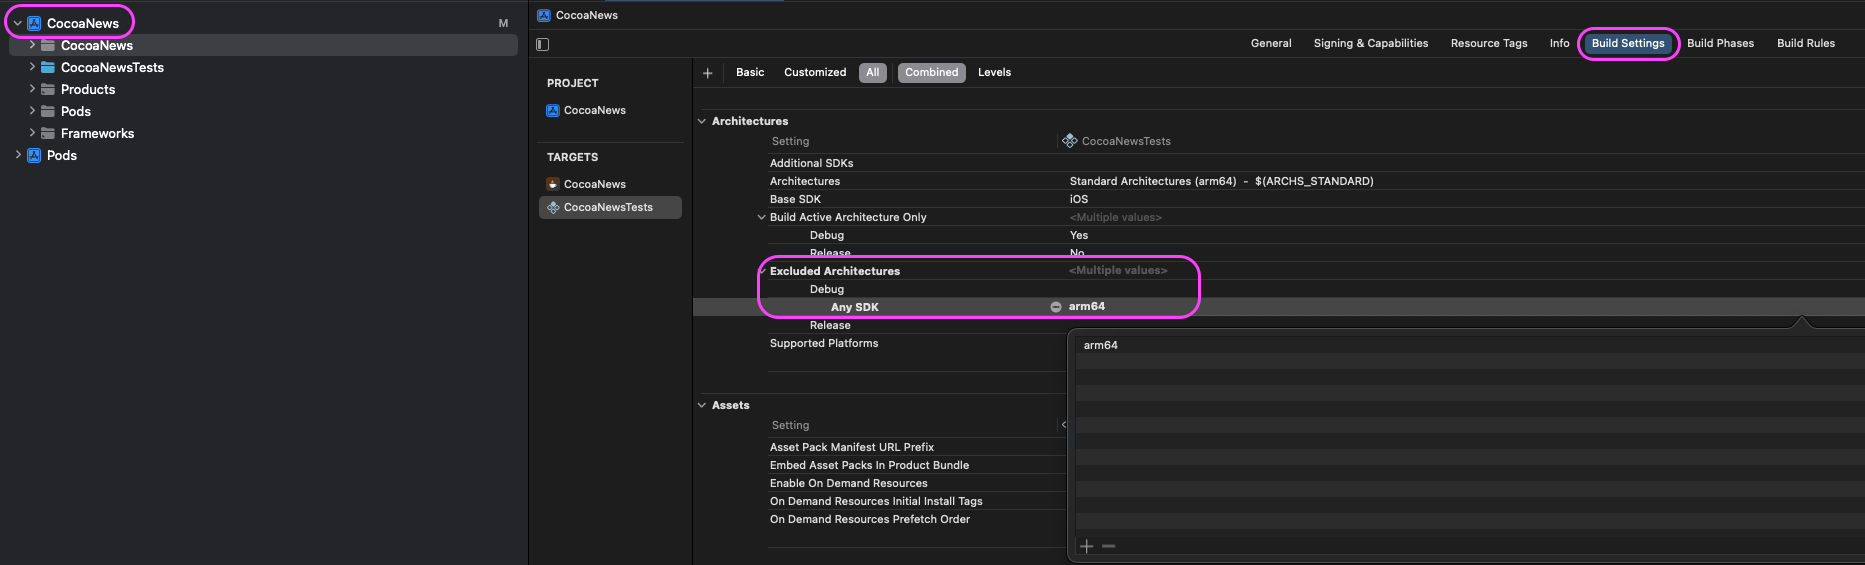 CocoaNews
M
CocoaNews
CocoaNewsTests
Products
Pods
Frameworks
Pods
CocoaNews
General Signing & Capabilities Resource Tags Info Build Settings Build Phases Build Rules
Basic Customized All Combined Levels
PROJECT
CocoaNews
TARGETS
CocoaNews
CocoaNewsTests
Architectures
Setting CocoaNewsTests
Additional SDKs
Architectures Standard Architectures (arm64) - $(ARCHS_STANDARD)
Base SDK iOS
Build Active Architecture Only <Multiple values>
Debug Yes
Release No
Excluded Architectures <Multiple values>
Debug
Any SDK arm64
Release
Supported Platforms
arm64
Assets
Setting
Asset Pack Manifest URL Prefix
Embed Asset Packs In Product Bundle
Enable On Demand Resources
On Demand Resources Initial Install Tags
On Demand Resources Prefetch Order